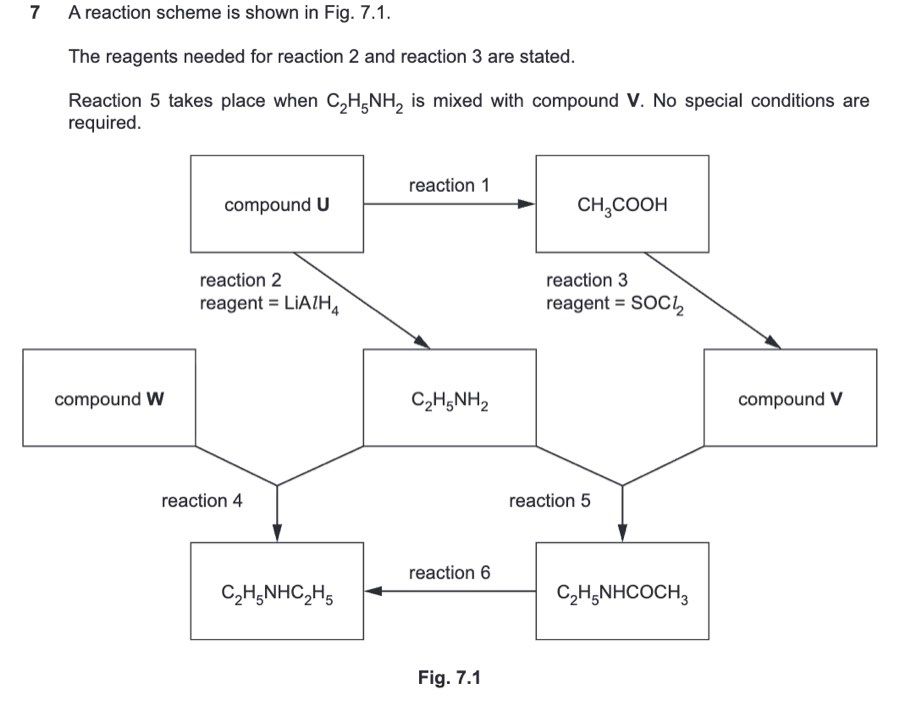 7 A reaction scheme is shown in Fig. 7.1.
The reagents needed for reaction 2 and reaction 3 are stated.
Reaction 5 takes place when C₂H₅NH₂ is mixed with compound V. No special conditions are
required.
compound U
reaction 1
CH₃COOH
reaction 2
reagent = LiAlH₄
reaction 3
reagent = SOCl₂
compound W
C₂H₅NH₂
compound V
reaction 4
reaction 5
C₂H₅NHC₂H₅
reaction 6
C₂H₅NHCOCH₃
Fig. 7.1